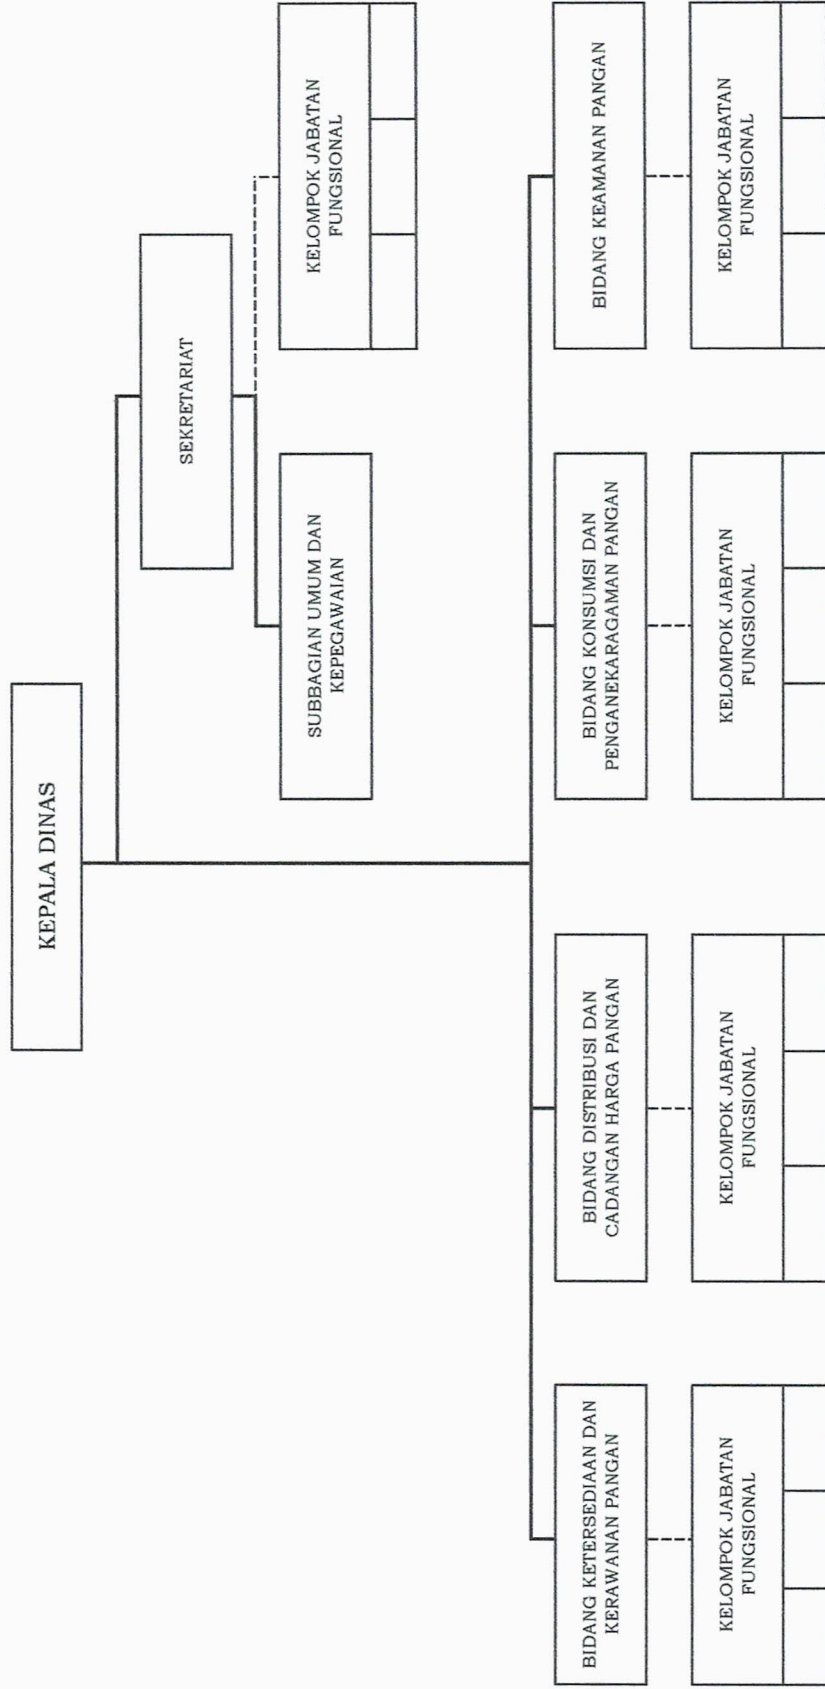 KEPALA DINAS
SEKRETARIAT
SUBBAGIAN UMUM DAN
KEPEGAWAIAN
KELOMPOK JABATAN
FUNGSIONAL
BIDANG KETERSEDIAAN DAN
KERAWANAN PANGAN
BIDANG DISTRIBUSI DAN
CADANGAN HARGA PANGAN
BIDANG KONSUMSI DAN
PENGANEKARAGAMAN PANGAN
BIDANG KEAMANAN PANGAN
KELOMPOK JABATAN
FUNGSIONAL
KELOMPOK JABATAN
FUNGSIONAL
KELOMPOK JABATAN
FUNGSIONAL
KELOMPOK JABATAN
FUNGSIONAL